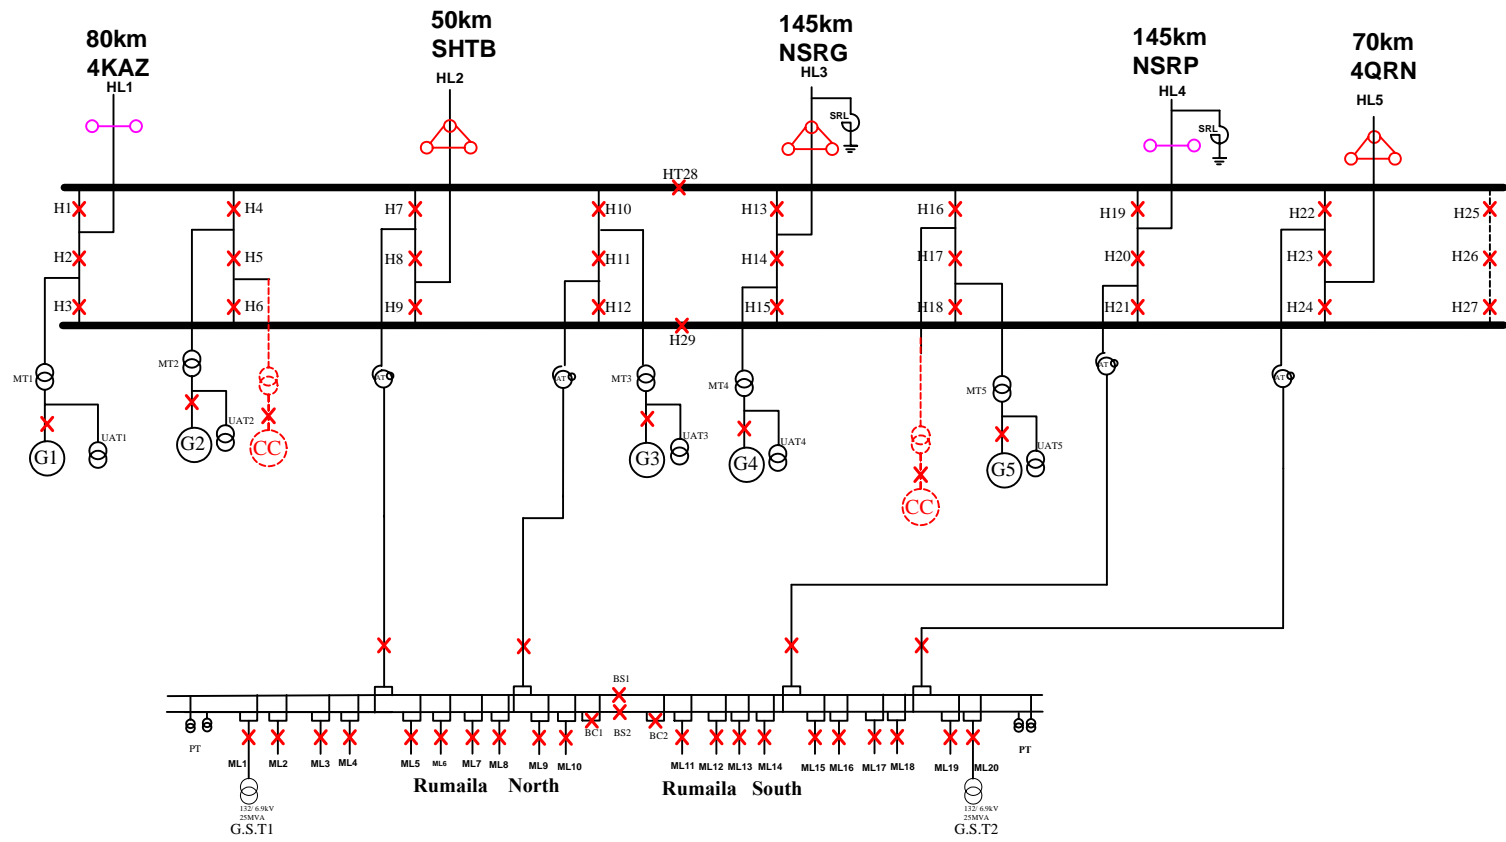 80km
4KAZ
HL1
50km
SHTB
HL2
145km
NSRG
HL3
SRL
145km
NSRP
HL4
SRL
70km
4QRN
HL5
HT28
H1
H4
H7
H10
H13
H16
H19
H22
H25
H2
H5
H8
H11
H14
H17
H20
H23
H26
H3
H6
H9
H12
H15
H18
H21
H24
H27
H29
MT1
MT2
MT3
MT4
MT5
AT
AT
AT
AT
UAT1
UAT2
UAT3
UAT4
UAT5
G1
G2
CC
G3
G4
CC
G5
BS1
BS2
BC1
BC2
PT
PT
ML1
ML2
ML3
ML4
ML5
ML6
ML7
ML8
ML9
ML10
ML11
ML12
ML13
ML14
ML15
ML16
ML17
ML18
ML19
ML20
Rumaila North
Rumaila South
132/ 6.9kV
25MVA
G.S.T1
132/ 6.9kV
25MVA
G.S.T2